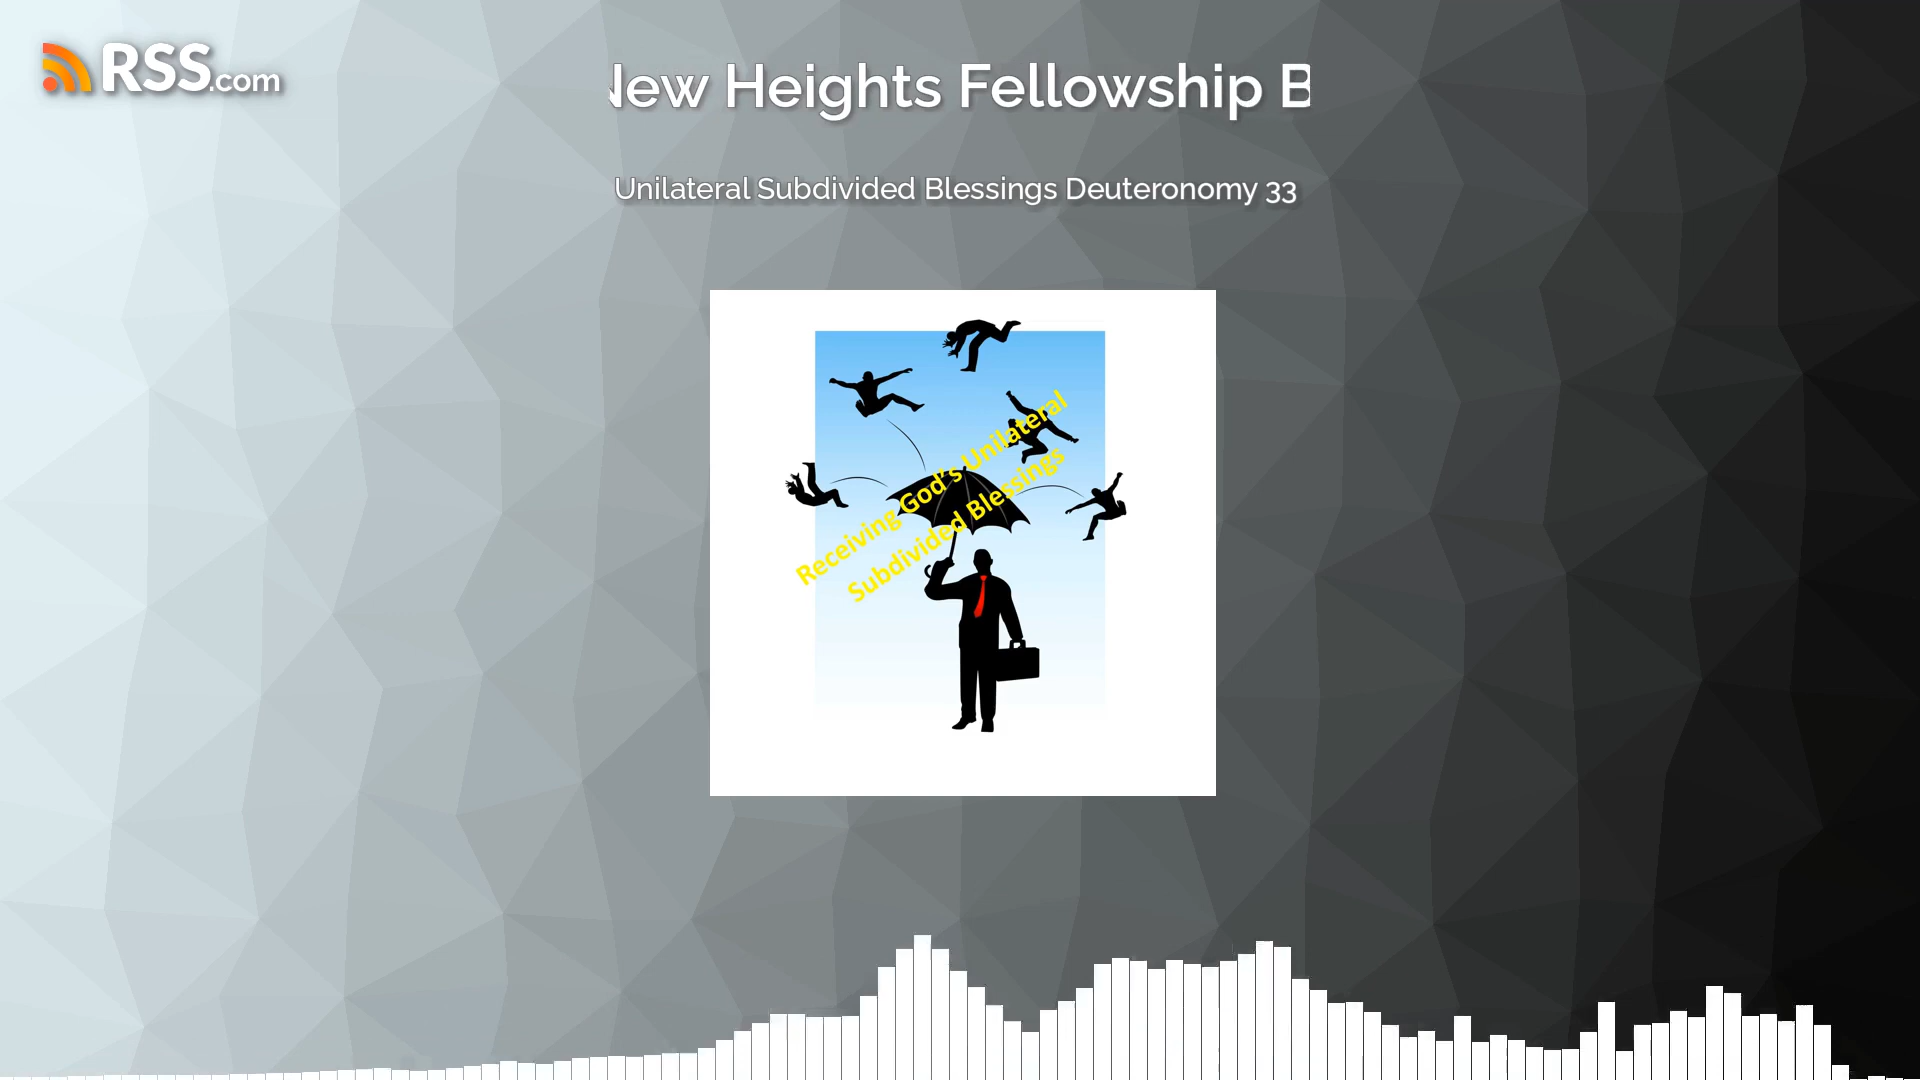 RSS.com
New Heights Fellowship B
Unilateral Subdivided Blessings Deuteronomy 33
Receiving God's Unilateral
Subdivided Blessings